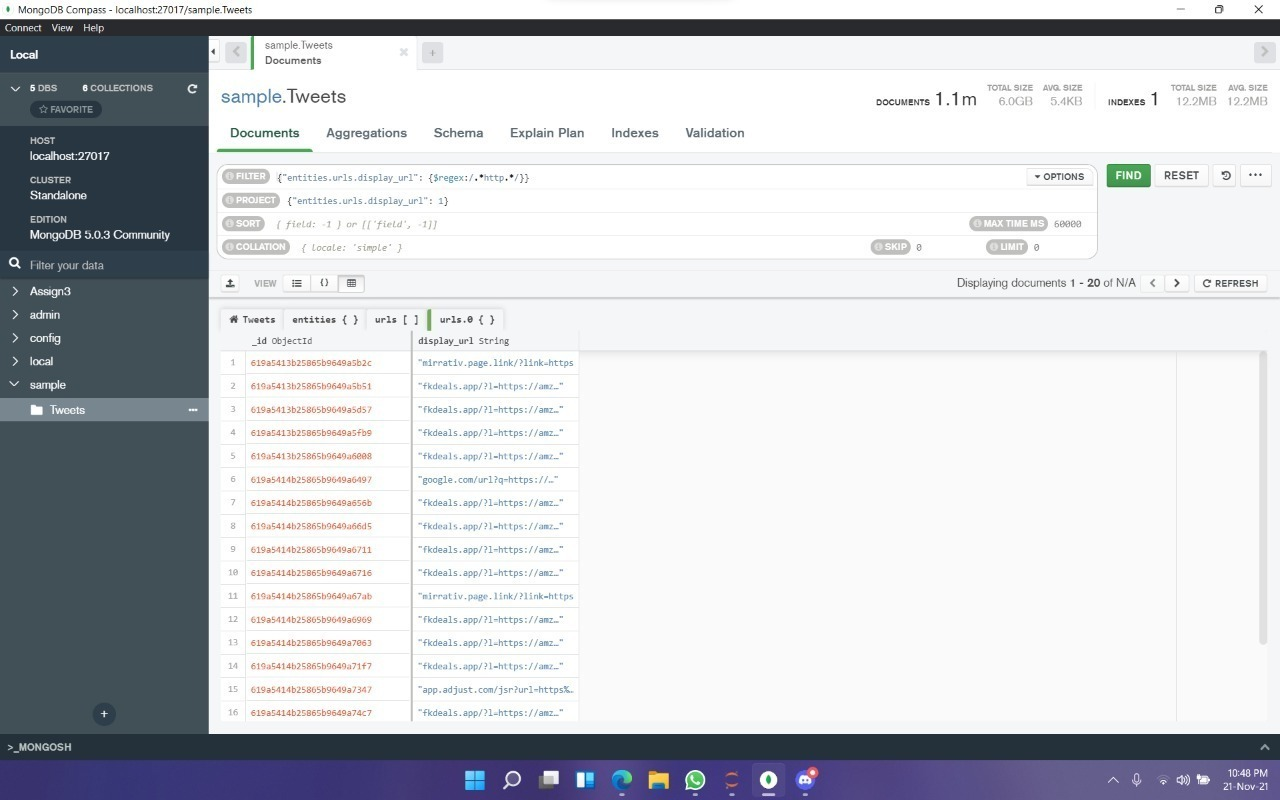 MongoDB Compass - localhost:27017/sample.Tweets
Connect View Help
Local
5 DBS 6 COLLECTIONS
FAVORITE
HOST
localhost:27017
CLUSTER
Standalone
EDITION
MongoDB 5.0.3 Community
Filter your data
Assign3
admin
config
local
sample
Tweets
sample.Tweets
Documents
sample.Tweets
DOCUMENTS 1.1m TOTAL SIZE 6.0GB AVG. SIZE 5.4KB INDEXES 1 TOTAL SIZE 12.2MB AVG. SIZE 12.2MB
Documents Aggregations Schema Explain Plan Indexes Validation
FILTER {"entities.urls.display_url": {$regex:/.*http.*/}} OPTIONS FIND RESET
PROJECT {"entities.urls.display_url": 1}
SORT { field: -1 } or [['field', -1]] MAX TIME MS 60000
COLLATION { locale: 'simple' } SKIP 0 LIMIT 0
VIEW Displaying documents 1 - 20 of N/A REFRESH
Tweets entities { } urls [ ] urls.0 { }
_id ObjectId display_url String
1 619a5413b25865b9649a5b2c "mirrativ.page.link/?link=https
2 619a5413b25865b9649a5b51 "fkdeals.app/?l=https://amz…"
3 619a5413b25865b9649a5d57 "fkdeals.app/?l=https://amz…"
4 619a5413b25865b9649a5fb9 "fkdeals.app/?l=https://amz…"
5 619a5413b25865b9649a6008 "fkdeals.app/?l=https://amz…"
6 619a5414b25865b9649a6497 "google.com/url?q=https://…"
7 619a5414b25865b9649a656b "fkdeals.app/?l=https://amz…"
8 619a5414b25865b9649a66d5 "fkdeals.app/?l=https://amz…"
9 619a5414b25865b9649a6711 "fkdeals.app/?l=https://amz…"
10 619a5414b25865b9649a6716 "fkdeals.app/?l=https://amz…"
11 619a5414b25865b9649a67ab "mirrativ.page.link/?link=https
12 619a5414b25865b9649a6969 "fkdeals.app/?l=https://amz…"
13 619a5414b25865b9649a7063 "fkdeals.app/?l=https://amz…"
14 619a5414b25865b9649a71f7 "fkdeals.app/?l=https://amz…"
15 619a5414b25865b9649a7347 "app.adjust.com/jsr?url=https%…
16 619a5414b25865b9649a74c7 "fkdeals.app/?l=https://amz…"
>_MONGOSH
10:48 PM
21-Nov-21